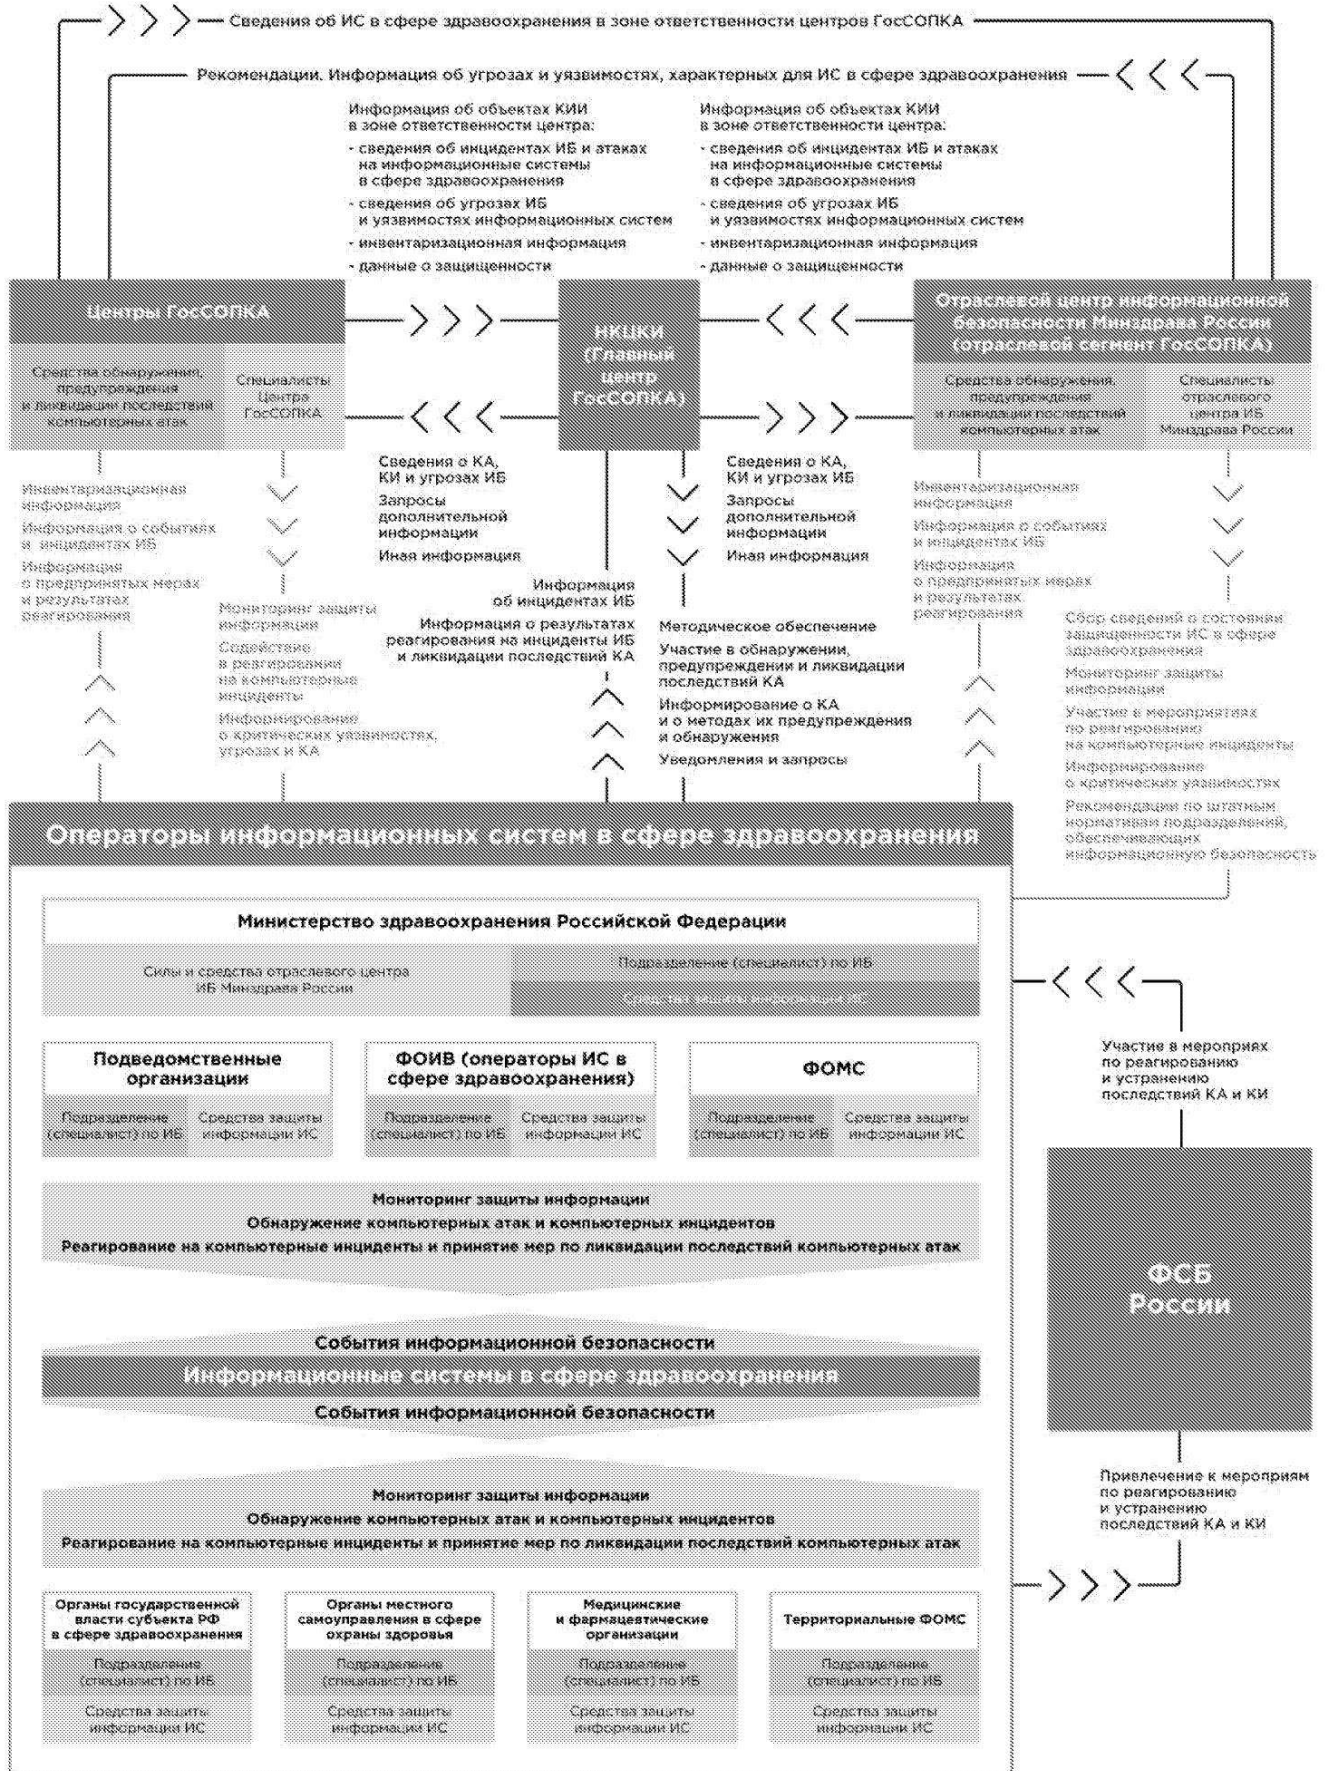 Сведения об ИС в сфере здравоохранения в зоне ответственности центров ГосСОПКА
Рекомендации. Информация об угрозах и уязвимостях, характерных для ИС в сфере здравоохранения
Информация об объектах КИИ
в зоне ответственности центра:
- сведения об инцидентах ИБ и атаках
на информационные системы
в сфере здравоохранения
- сведения об угрозах ИБ
и уязвимостях информационных систем
- инвентаризационная информация
- данные о защищенности
Информация об объектах КИИ
в зоне ответственности центра:
- сведения об инцидентах ИБ и атаках
на информационные системы
в сфере здравоохранения
- сведения об угрозах ИБ
и уязвимостях информационных систем
- инвентаризационная информация
- данные о защищенности
Центры ГосСОПКА
Средства обнаружения,
предупреждения
и ликвидации последствий
компьютерных атак
Специалисты
Центра
ГосСОПКА
НКЦКИ
(Главный
центр
ГосСОПКА)
Отраслевой центр информационной
безопасности Минздрава России
(отраслевой сегмент ГосСОПКА)
Средства обнаружения,
предупреждения
и ликвидации последствий
компьютерных атак
Специалисты
отраслевого
центра ИБ
Минздрава России
Инвентаризационная
информация
Информация о событиях
и инцидентах ИБ
Информация
о предпринятых мерах
и результатах
реагирования
Мониторинг защиты
информации
Содействие
в реагировании
на компьютерные
инциденты
Информирование
о критических уязвимостях,
угрозах и КА
Сведения о КА,
КИ и угрозах ИБ
Запросы
дополнительной
информации
Иная информация
Информация
об инцидентах ИБ
Информация о результатах
реагирования на инциденты ИБ
и ликвидации последствий КА
Сведения о КА,
КИ и угрозах ИБ
Запросы
дополнительной
информации
Иная информация
Методическое обеспечение
Участие в обнаружении,
предупреждении и ликвидации
последствий КА
Информирование о КА
и о методах их предупреждения
и обнаружения
Уведомления и запросы
Инвентаризационная
информация
Информация о событиях
и инцидентах ИБ
Информация
о предпринятых мерах
и результатах
реагирования
Сбор сведений о состоянии
защищенности ИС в сфере
здравоохранения
Мониторинг защиты
информации
Участие в мероприятиях
по реагированию
на компьютерные инциденты
Информирование
о критических уязвимостях
Рекомендации по штатным
нормативам подразделений,
обеспечивающих
информационную безопасность
Операторы информационных систем в сфере здравоохранения
Министерство здравоохранения Российской Федерации
Силы и средства отраслевого центра
ИБ Минздрава России
Подразделение (специалист) по ИБ
Средства защиты информации ИС
Подведомственные
организации
Подразделение
(специалист) по ИБ
Средства защиты
информации ИС
ФОИВ (операторы ИС в
сфере здравоохранения)
Подразделение
(специалист) по ИБ
Средства защиты
информации ИС
ФОМС
Подразделение
(специалист) по ИБ
Средства защиты
информации ИС
Участие в мероприях
по реагированию
и устранению
последствий КА и КИ
Мониторинг защиты информации
Обнаружение компьютерных атак и компьютерных инцидентов
Реагирование на компьютерные инциденты и принятие мер по ликвидации последствий компьютерных атак
ФСБ
России
События информационной безопасности
Информационные системы в сфере здравоохранения
События информационной безопасности
Привлечение к мероприям
по реагированию
и устранению
последствий КА и КИ
Мониторинг защиты информации
Обнаружение компьютерных атак и компьютерных инцидентов
Реагирование на компьютерные инциденты и принятие мер по ликвидации последствий компьютерных атак
Органы государственной
власти субъекта РФ
в сфере здравоохранения
Подразделение
(специалист) по ИБ
Средства защиты
информации ИС
Органы местного
самоуправления в сфере
охраны здоровья
Подразделение
(специалист) по ИБ
Средства защиты
информации ИС
Медицинские
и фармацевтические
организации
Подразделение
(специалист) по ИБ
Средства защиты
информации ИС
Территориальные ФОМС
Подразделение
(специалист) по ИБ
Средства защиты
информации ИС